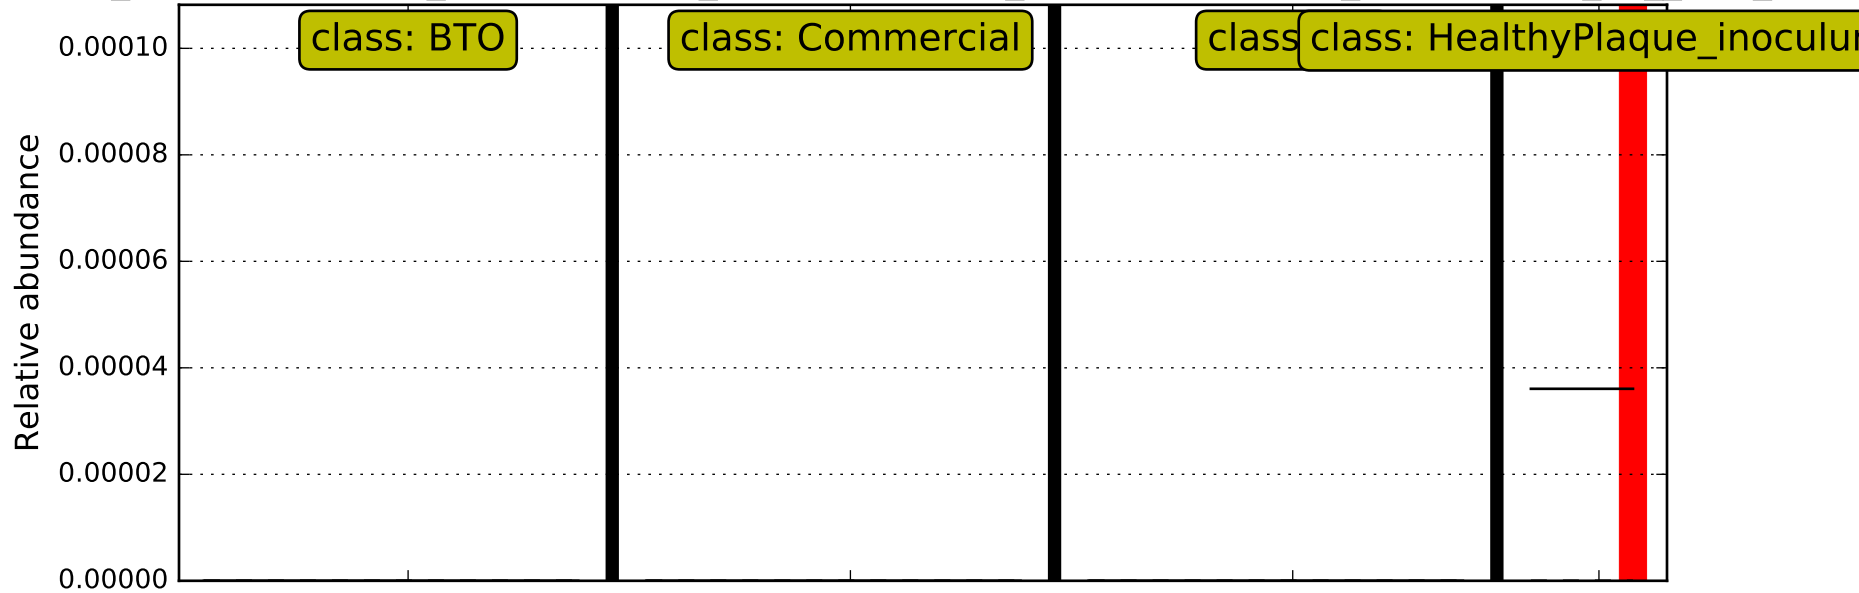 class: BTO
class: Commercial
class
class: HealthyPlaque_inoculu
0.00010
0.00008
0.00006
0.00004
0.00002
0.00000
Relative abundance